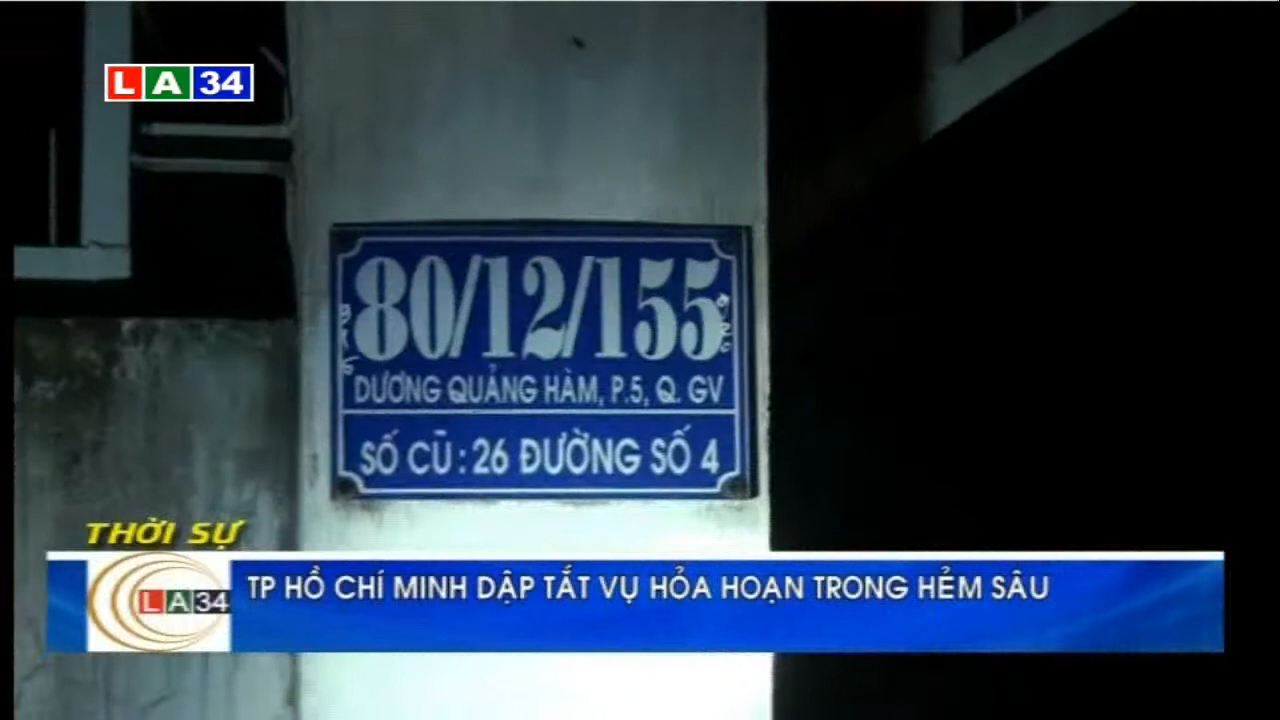 LA34
80/12/155
DƯƠNG QUẢNG HÀM, P.5, Q. GV
SỐ CŨ : 26 ĐƯỜNG SỐ 4
THỜI SỰ
LA34
TP HỒ CHÍ MINH DẬP TẮT VỤ HỎA HOẠN TRONG HẺM SÂU